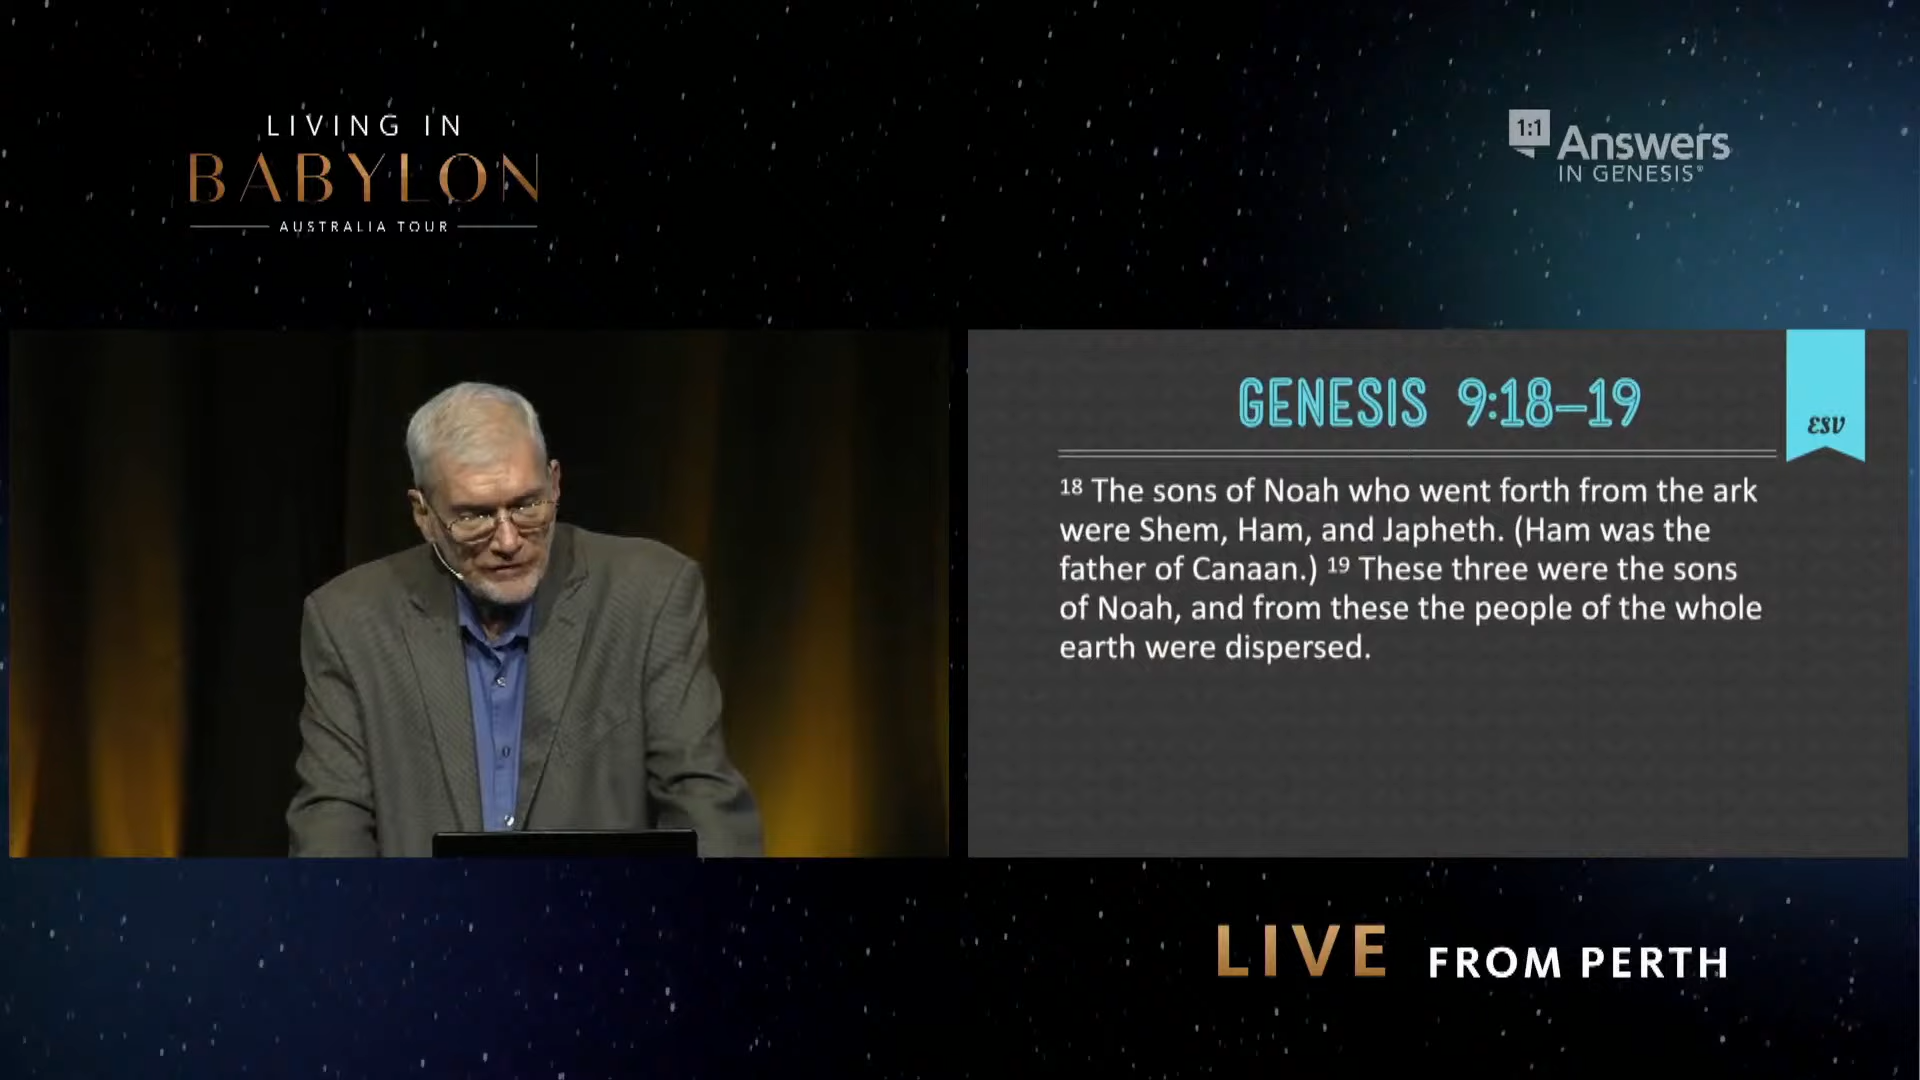 LIVING IN
BABYLON
AUSTRALIA TOUR
1:1
Answers
IN GENESIS®
GENESIS 9:18–19
ESV
18 The sons of Noah who went forth from the ark
were Shem, Ham, and Japheth. (Ham was the
father of Canaan.) 19 These three were the sons
of Noah, and from these the people of the whole
earth were dispersed.
LIVE FROM PERTH